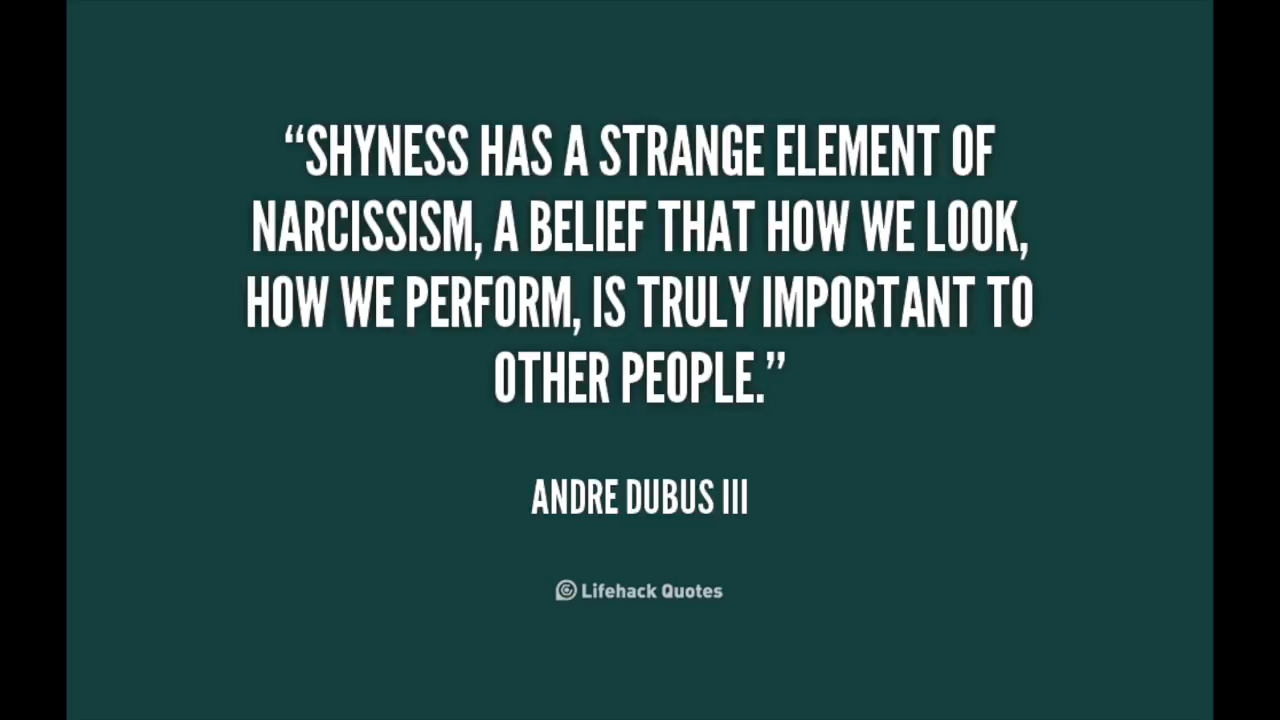 “SHYNESS HAS A STRANGE ELEMENT OF
NARCISSISM, A BELIEF THAT HOW WE LOOK,
HOW WE PERFORM, IS TRULY IMPORTANT TO
OTHER PEOPLE.”
ANDRE DUBUS III
Lifehack Quotes